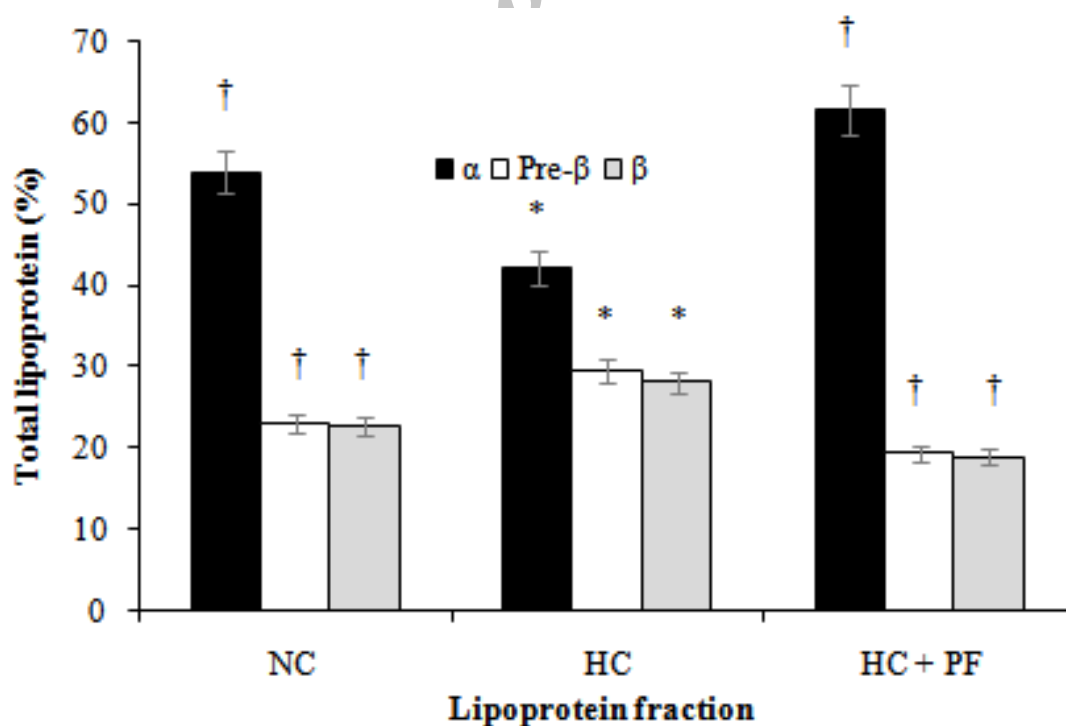 Total lipoprotein (%)
70
60
50
40
30
20
10
0
† † †
α Pre-β β
* * *
† † †
NC HC HC + PF
Lipoprotein fraction